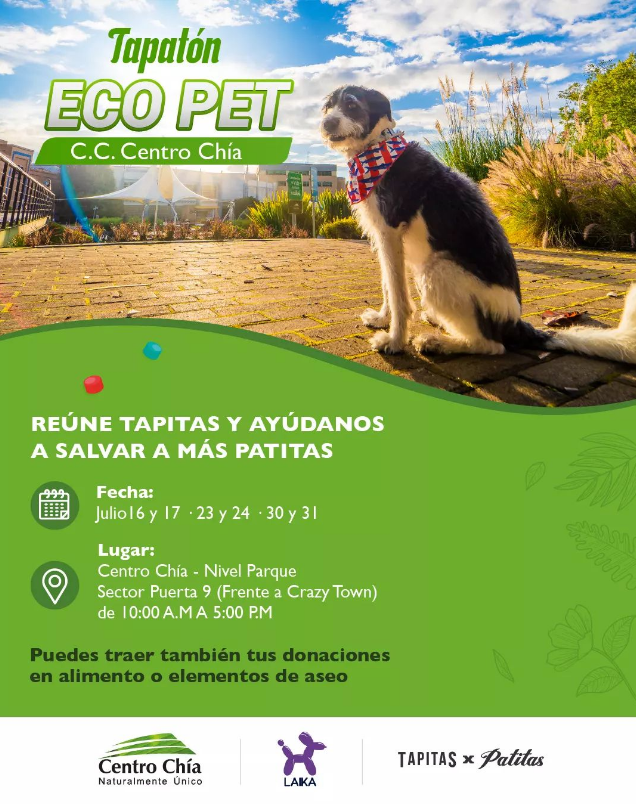 Tapatón
ECO PET
C.C. Centro Chía
REÚNE TAPITAS Y AYÚDANOS
A SALVAR A MÁS PATITAS
Fecha:
Julio16 y 17 · 23 y 24 · 30 y 31
Lugar:
Centro Chía - Nivel Parque
Sector Puerta 9 (Frente a Crazy Town)
de 10:00 A.M A 5:00 P.M
Puedes traer también tus donaciones
en alimento o elementos de aseo
Centro Chía
Naturalmente Único
LAIKA
TAPITAS x Patitas